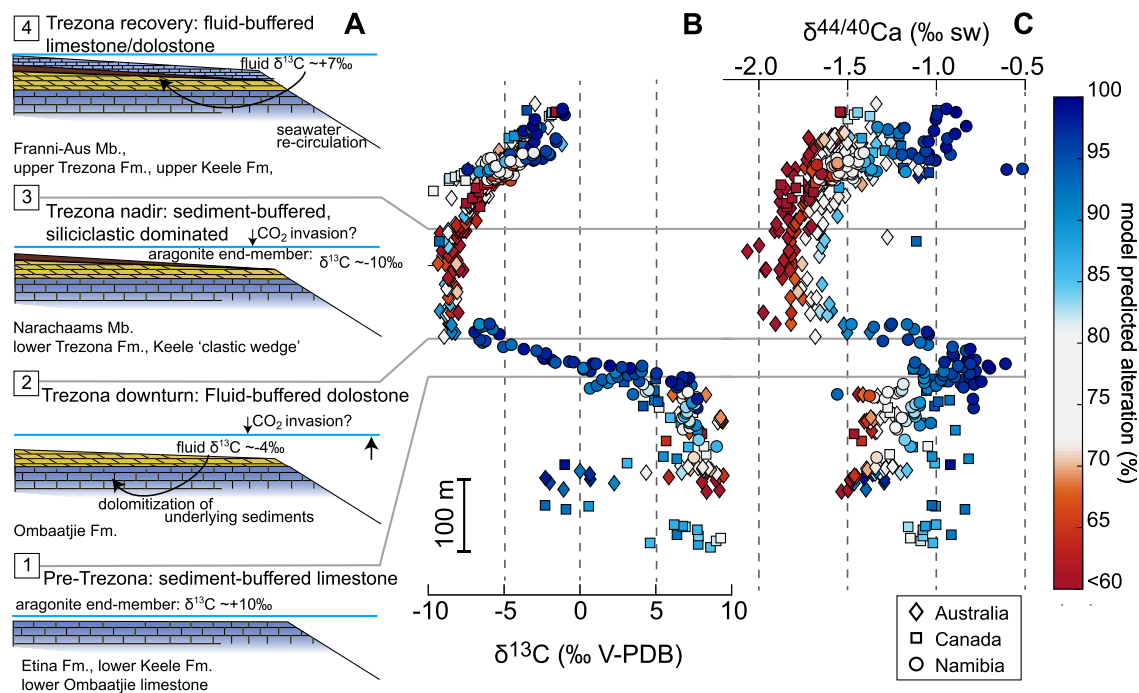 A
B
C
4
Trezona recovery: fluid-buffered
limestone/dolostone
fluid δ¹³C ~+7‰
seawater
re-circulation
Franni-Aus Mb.,
upper Trezona Fm., upper Keele Fm,
3
Trezona nadir: sediment-buffered,
siliciclastic dominated
CO₂ invasion?
aragonite end-member:
δ¹³C ~-10‰
Narachaams Mb.
lower Trezona Fm., Keele ‘clastic wedge’
2
Trezona downturn: Fluid-buffered dolostone
CO₂ invasion?
fluid δ¹³C ~-4‰
dolomitization of
underlying sediments
Ombaatjie Fm.
1
Pre-Trezona: sediment-buffered limestone
aragonite end-member: δ¹³C ~+10‰
Etina Fm., lower Keele Fm.
lower Ombaatjie limestone
100 m
-10 -5 0 5 10
δ¹³C (‰ V-PDB)
δ⁴⁴/⁴⁰Ca (‰ sw)
-2.0 -1.5 -1.0 -0.5
Australia
Canada
Namibia
100
95
90
85
80
75
70
65
<60
model predicted alteration (%)